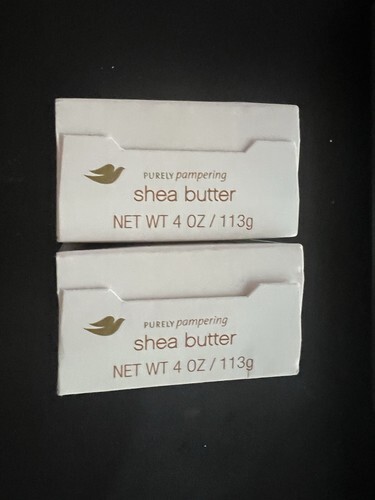 PURELY pampering
shea butter
NET WT 4 OZ / 113g
PURELY pampering
shea butter
NET WT 4 OZ / 113g